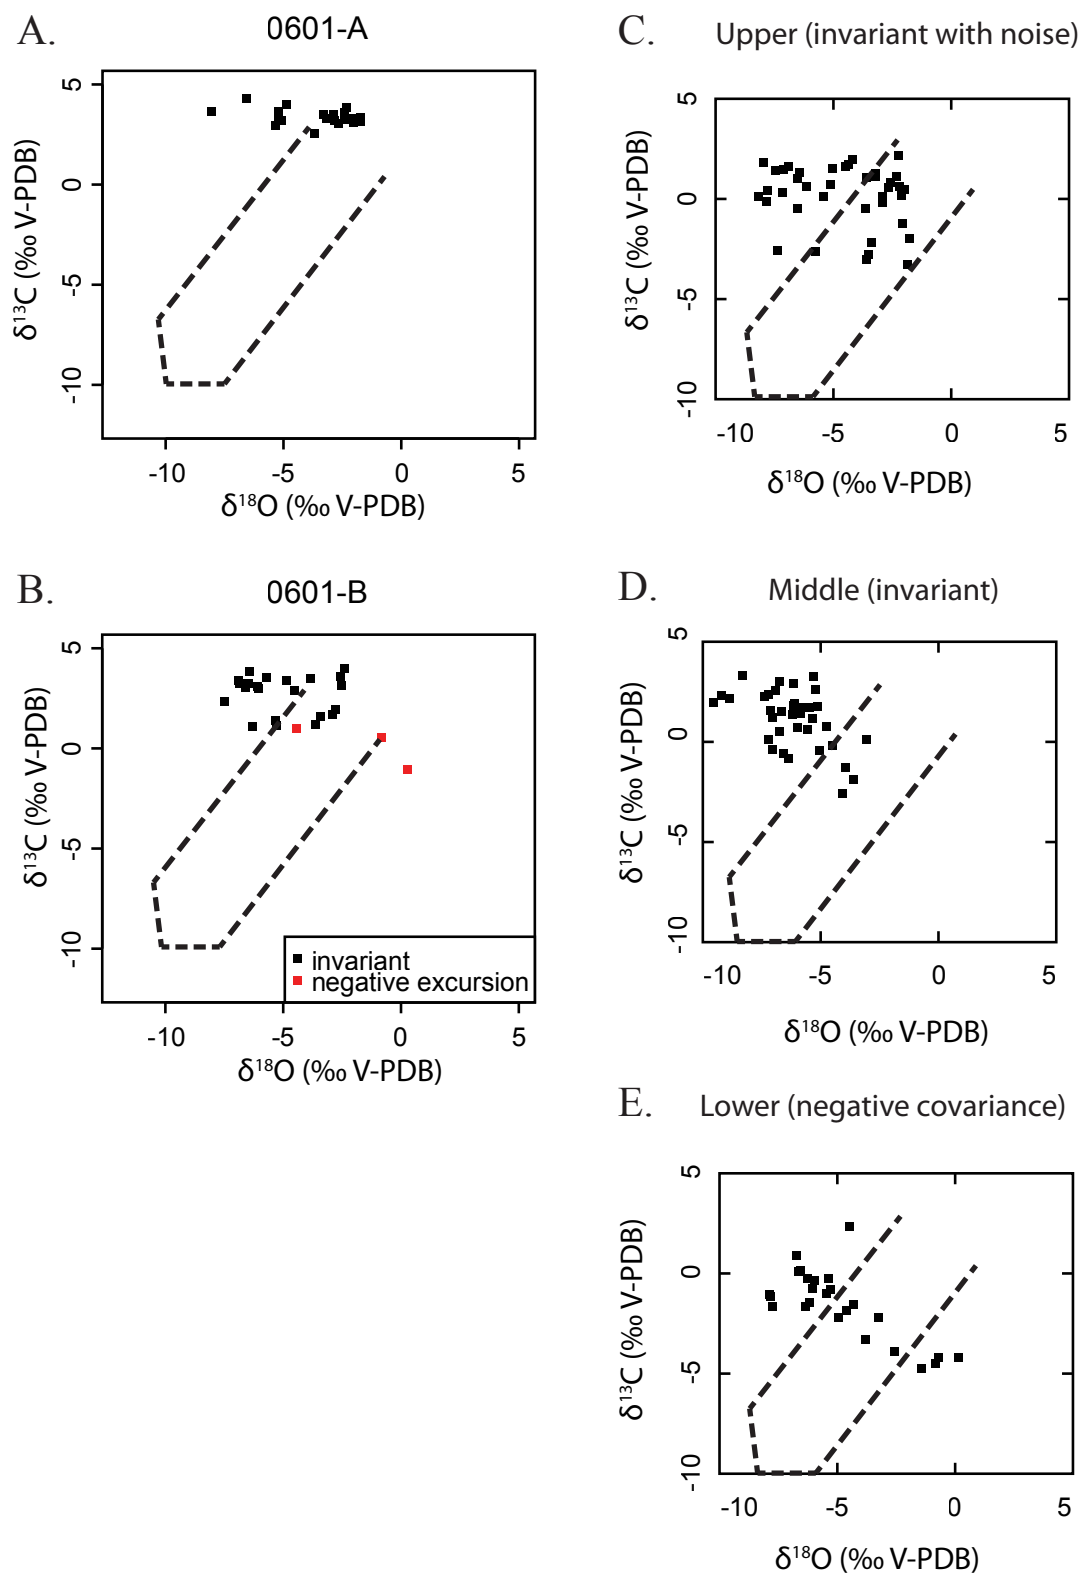 A.
0601-A
5
0
-5
-10
δ¹³C (‰ V-PDB)
-10 -5 0 5
δ¹⁸O (‰ V-PDB)
B.
0601-B
5
0
-5
-10
δ¹³C (‰ V-PDB)
invariant
negative excursion
-10 -5 0 5
δ¹⁸O (‰ V-PDB)
C.
Upper (invariant with noise)
5
0
-5
-10
δ¹³C (‰ V-PDB)
-10 -5 0 5
δ¹⁸O (‰ V-PDB)
D.
Middle (invariant)
5
0
-5
-10
δ¹³C (‰ V-PDB)
-10 -5 0 5
δ¹⁸O (‰ V-PDB)
E.
Lower (negative covariance)
5
0
-5
-10
δ¹³C (‰ V-PDB)
-10 -5 0 5
δ¹⁸O (‰ V-PDB)